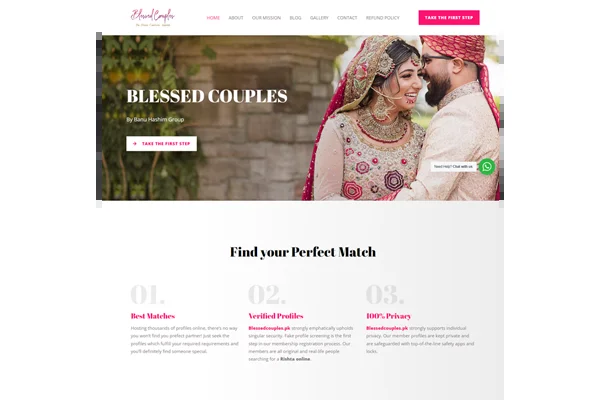 Blessed Couples
HOME ABOUT OUR MISSION BLOG GALLERY CONTACT REFUND POLICY
TAKE THE FIRST STEP
BLESSED COUPLES
By Banu Hashim Group
TAKE THE FIRST STEP
Need Help? Chat with us
Find your Perfect Match
01. 02. 03.
Best Matches
Hosting thousands of profiles online, there's no way
you won't find you prefect partner! Just seek the
profiles which fulfil your required requirements and
you'll definitely find someone special.
Verified Profiles
Blessedcouples.pk strongly emphatically upholds
singular security. Fake profile screening is the first
step in our membership registration process. Our
members are all original and real-life people
searching for a Rishta online.
100% Privacy
Blessedcouples.pk strongly supports individual
privacy. Our member profiles are kept private and
are safeguarded with top-of-the-line safety apps and
locks.